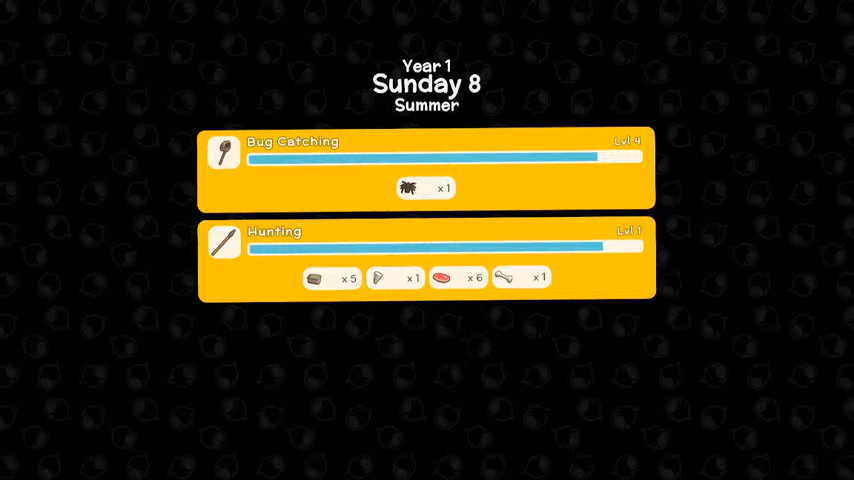 Year 1
Sunday 8
Summer
Bug Catching
Lvl 4
x 1
Hunting
Lvl 1
x 5
x 1
x 6
x 1